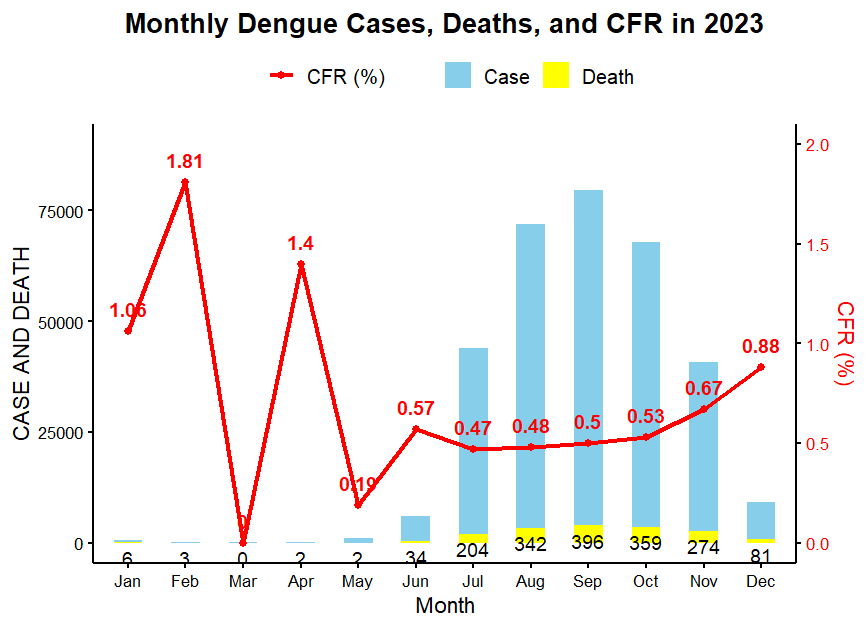 Monthly Dengue Cases, Deaths, and CFR in 2023
CFR (%) Case Death
2.0
1.81
75000
1.4
1.5
1.06
50000
CASE AND DEATH
CFR (%)
1.0
0.88
0.67
0.57
0.53
0.5
0.48
0.47
25000
0.5
0.19
0
0 0.0
6 3 0 2 2 34 204 342 396 359 274 81
Jan Feb Mar Apr May Jun Jul Aug Sep Oct Nov Dec
Month